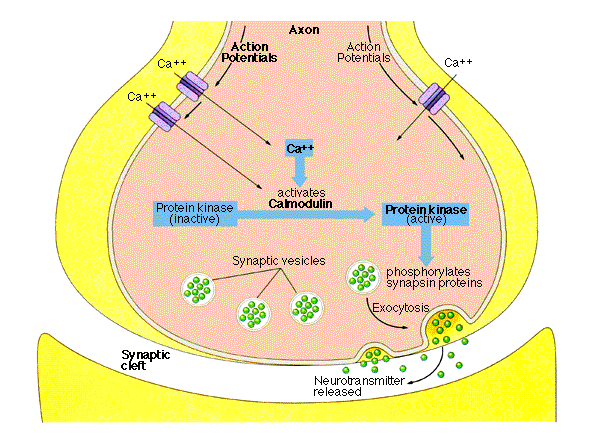 Axon
Action
Potentials
Action
Potentials
Ca++
Ca++
Ca++
Ca++
activates
Calmodulin
Protein kinase
(inactive)
Protein kinase
(active)
Synaptic vesicles
phosphorylates
synapsin proteins
Exocytosis
Synaptic
cleft
Neurotransmitter
released